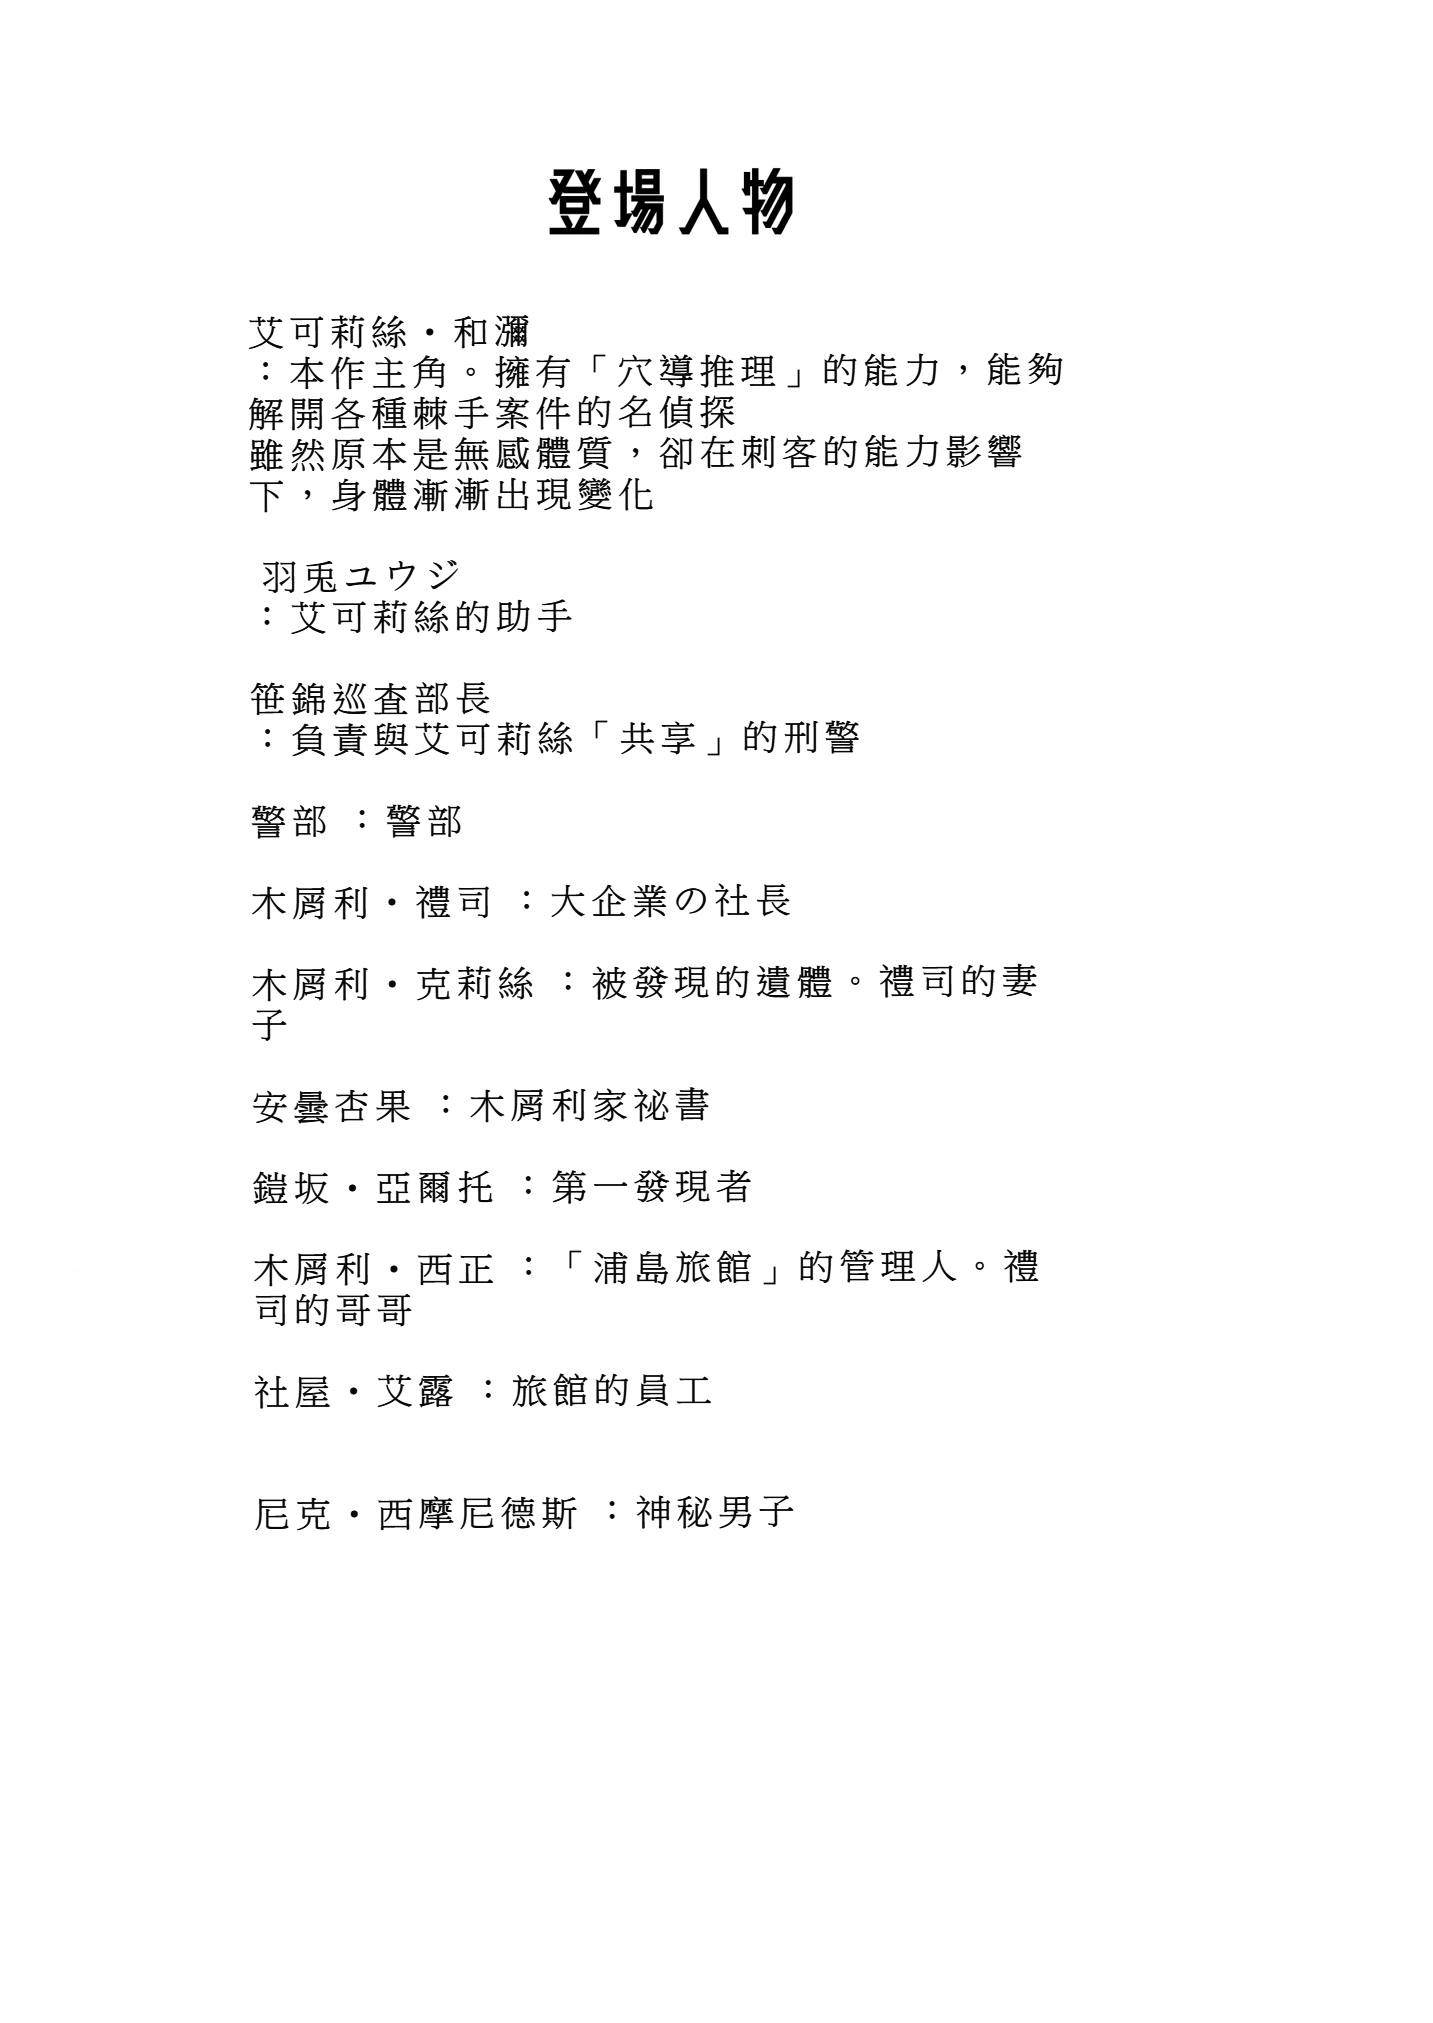 登場人物
艾可莉絲・和瀰
：本作主角。擁有「穴導推理」的能力，能夠
解開各種棘手案件的名偵探
雖然原本是無感體質，卻在刺客的能力影響
下，身體漸漸出現變化
羽兎ユウジ
：艾可莉絲的助手
笹錦巡査部長
：負責與艾可莉絲「共享」的刑警
警部 ：警部
木屑利・禮司 ：大企業の社長
木屑利・克莉絲 ：被發現的遺體。禮司的妻
子
安曇杏果 ：木屑利家祕書
鎧坂・亞爾托 ：第一發現者
木屑利・西正 ：「浦島旅館」的管理人。禮
司的哥哥
社屋・艾露 ：旅館的員工
尼克・西摩尼德斯 ：神秘男子